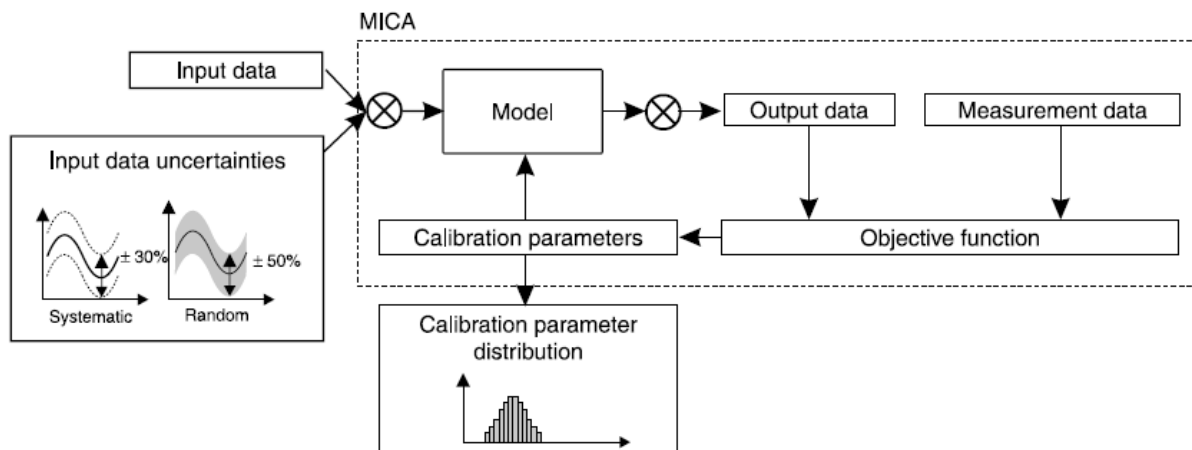 MICA
Input data
Model
Output data
Measurement data
Input data uncertainties
± 30%
± 50%
Systematic
Random
Calibration parameters
Objective function
Calibration parameter
distribution